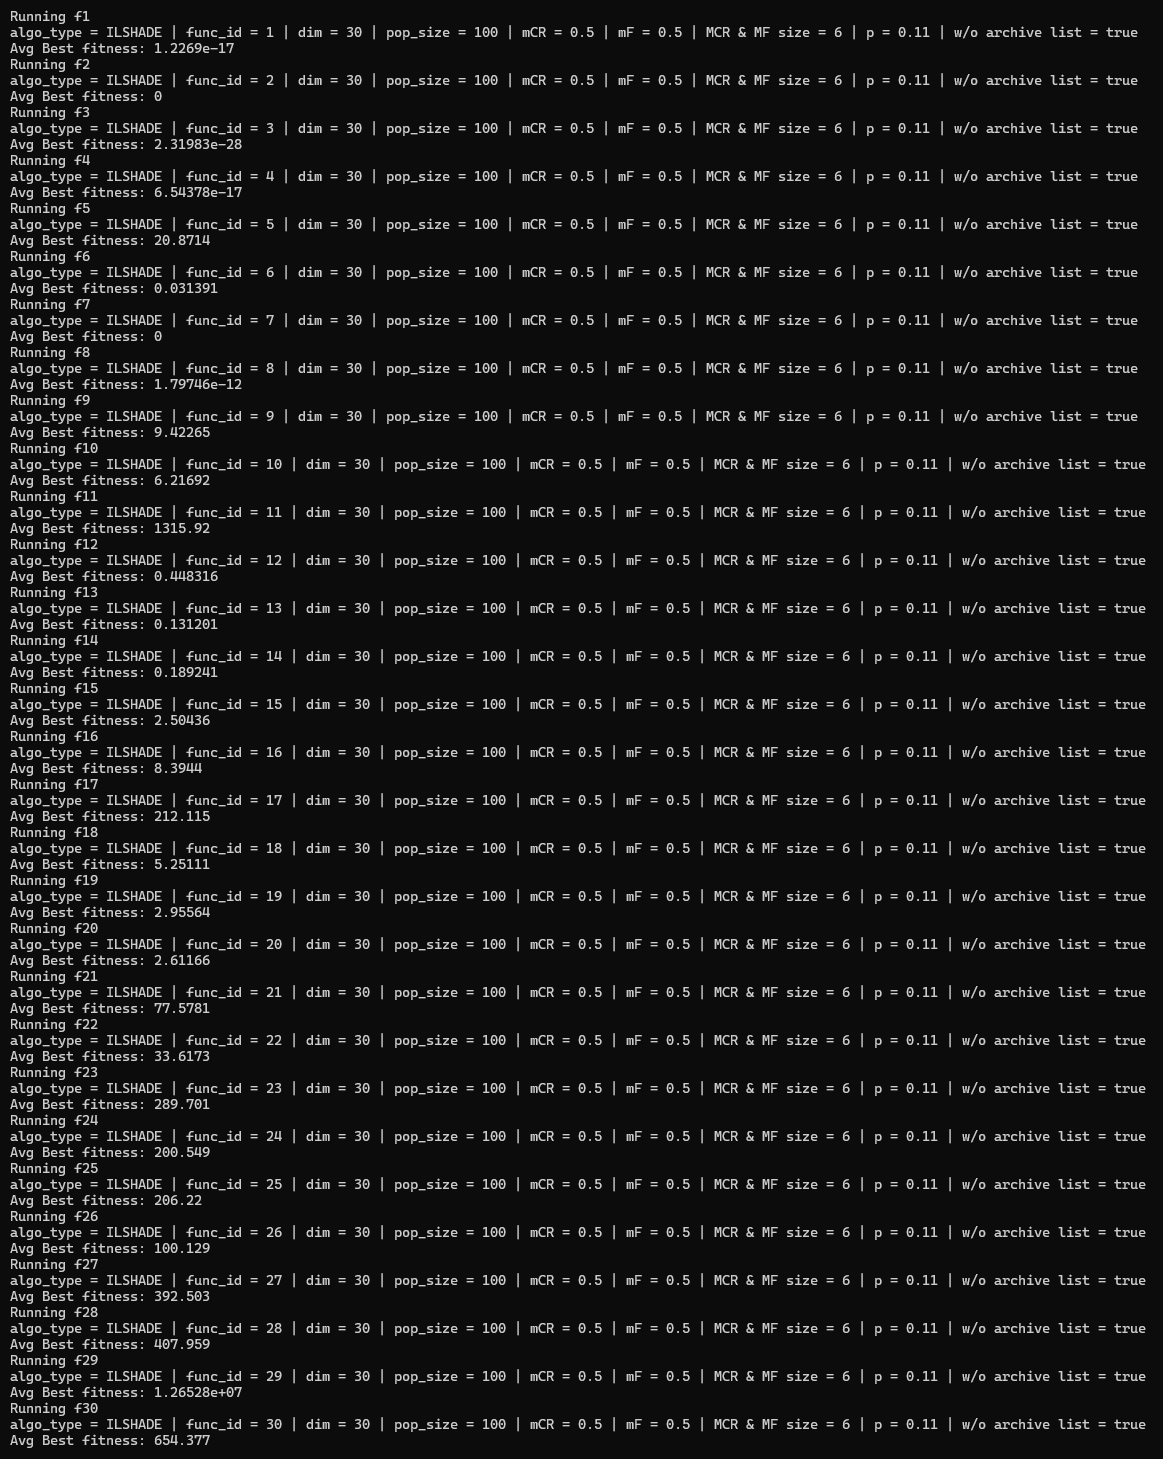 Running f1
algo_type = ILSHADE | func_id = 1 | dim = 30 | pop_size = 100 | mCR = 0.5 | mF = 0.5 | MCR & MF size = 6 | p = 0.11 | w/o archive list = true
Avg Best fitness: 1.2269e-17
Running f2
algo_type = ILSHADE | func_id = 2 | dim = 30 | pop_size = 100 | mCR = 0.5 | mF = 0.5 | MCR & MF size = 6 | p = 0.11 | w/o archive list = true
Avg Best fitness: 0
Running f3
algo_type = ILSHADE | func_id = 3 | dim = 30 | pop_size = 100 | mCR = 0.5 | mF = 0.5 | MCR & MF size = 6 | p = 0.11 | w/o archive list = true
Avg Best fitness: 2.31983e-28
Running f4
algo_type = ILSHADE | func_id = 4 | dim = 30 | pop_size = 100 | mCR = 0.5 | mF = 0.5 | MCR & MF size = 6 | p = 0.11 | w/o archive list = true
Avg Best fitness: 6.54378e-17
Running f5
algo_type = ILSHADE | func_id = 5 | dim = 30 | pop_size = 100 | mCR = 0.5 | mF = 0.5 | MCR & MF size = 6 | p = 0.11 | w/o archive list = true
Avg Best fitness: 20.8714
Running f6
algo_type = ILSHADE | func_id = 6 | dim = 30 | pop_size = 100 | mCR = 0.5 | mF = 0.5 | MCR & MF size = 6 | p = 0.11 | w/o archive list = true
Avg Best fitness: 0.031391
Running f7
algo_type = ILSHADE | func_id = 7 | dim = 30 | pop_size = 100 | mCR = 0.5 | mF = 0.5 | MCR & MF size = 6 | p = 0.11 | w/o archive list = true
Avg Best fitness: 0
Running f8
algo_type = ILSHADE | func_id = 8 | dim = 30 | pop_size = 100 | mCR = 0.5 | mF = 0.5 | MCR & MF size = 6 | p = 0.11 | w/o archive list = true
Avg Best fitness: 1.79746e-12
Running f9
algo_type = ILSHADE | func_id = 9 | dim = 30 | pop_size = 100 | mCR = 0.5 | mF = 0.5 | MCR & MF size = 6 | p = 0.11 | w/o archive list = true
Avg Best fitness: 9.42265
Running f10
algo_type = ILSHADE | func_id = 10 | dim = 30 | pop_size = 100 | mCR = 0.5 | mF = 0.5 | MCR & MF size = 6 | p = 0.11 | w/o archive list = true
Avg Best fitness: 6.21692
Running f11
algo_type = ILSHADE | func_id = 11 | dim = 30 | pop_size = 100 | mCR = 0.5 | mF = 0.5 | MCR & MF size = 6 | p = 0.11 | w/o archive list = true
Avg Best fitness: 1315.92
Running f12
algo_type = ILSHADE | func_id = 12 | dim = 30 | pop_size = 100 | mCR = 0.5 | mF = 0.5 | MCR & MF size = 6 | p = 0.11 | w/o archive list = true
Avg Best fitness: 0.448316
Running f13
algo_type = ILSHADE | func_id = 13 | dim = 30 | pop_size = 100 | mCR = 0.5 | mF = 0.5 | MCR & MF size = 6 | p = 0.11 | w/o archive list = true
Avg Best fitness: 0.131201
Running f14
algo_type = ILSHADE | func_id = 14 | dim = 30 | pop_size = 100 | mCR = 0.5 | mF = 0.5 | MCR & MF size = 6 | p = 0.11 | w/o archive list = true
Avg Best fitness: 0.189241
Running f15
algo_type = ILSHADE | func_id = 15 | dim = 30 | pop_size = 100 | mCR = 0.5 | mF = 0.5 | MCR & MF size = 6 | p = 0.11 | w/o archive list = true
Avg Best fitness: 2.50436
Running f16
algo_type = ILSHADE | func_id = 16 | dim = 30 | pop_size = 100 | mCR = 0.5 | mF = 0.5 | MCR & MF size = 6 | p = 0.11 | w/o archive list = true
Avg Best fitness: 8.3944
Running f17
algo_type = ILSHADE | func_id = 17 | dim = 30 | pop_size = 100 | mCR = 0.5 | mF = 0.5 | MCR & MF size = 6 | p = 0.11 | w/o archive list = true
Avg Best fitness: 212.115
Running f18
algo_type = ILSHADE | func_id = 18 | dim = 30 | pop_size = 100 | mCR = 0.5 | mF = 0.5 | MCR & MF size = 6 | p = 0.11 | w/o archive list = true
Avg Best fitness: 5.25111
Running f19
algo_type = ILSHADE | func_id = 19 | dim = 30 | pop_size = 100 | mCR = 0.5 | mF = 0.5 | MCR & MF size = 6 | p = 0.11 | w/o archive list = true
Avg Best fitness: 2.95564
Running f20
algo_type = ILSHADE | func_id = 20 | dim = 30 | pop_size = 100 | mCR = 0.5 | mF = 0.5 | MCR & MF size = 6 | p = 0.11 | w/o archive list = true
Avg Best fitness: 2.61166
Running f21
algo_type = ILSHADE | func_id = 21 | dim = 30 | pop_size = 100 | mCR = 0.5 | mF = 0.5 | MCR & MF size = 6 | p = 0.11 | w/o archive list = true
Avg Best fitness: 77.5781
Running f22
algo_type = ILSHADE | func_id = 22 | dim = 30 | pop_size = 100 | mCR = 0.5 | mF = 0.5 | MCR & MF size = 6 | p = 0.11 | w/o archive list = true
Avg Best fitness: 33.6173
Running f23
algo_type = ILSHADE | func_id = 23 | dim = 30 | pop_size = 100 | mCR = 0.5 | mF = 0.5 | MCR & MF size = 6 | p = 0.11 | w/o archive list = true
Avg Best fitness: 289.701
Running f24
algo_type = ILSHADE | func_id = 24 | dim = 30 | pop_size = 100 | mCR = 0.5 | mF = 0.5 | MCR & MF size = 6 | p = 0.11 | w/o archive list = true
Avg Best fitness: 200.549
Running f25
algo_type = ILSHADE | func_id = 25 | dim = 30 | pop_size = 100 | mCR = 0.5 | mF = 0.5 | MCR & MF size = 6 | p = 0.11 | w/o archive list = true
Avg Best fitness: 206.22
Running f26
algo_type = ILSHADE | func_id = 26 | dim = 30 | pop_size = 100 | mCR = 0.5 | mF = 0.5 | MCR & MF size = 6 | p = 0.11 | w/o archive list = true
Avg Best fitness: 100.129
Running f27
algo_type = ILSHADE | func_id = 27 | dim = 30 | pop_size = 100 | mCR = 0.5 | mF = 0.5 | MCR & MF size = 6 | p = 0.11 | w/o archive list = true
Avg Best fitness: 392.503
Running f28
algo_type = ILSHADE | func_id = 28 | dim = 30 | pop_size = 100 | mCR = 0.5 | mF = 0.5 | MCR & MF size = 6 | p = 0.11 | w/o archive list = true
Avg Best fitness: 407.959
Running f29
algo_type = ILSHADE | func_id = 29 | dim = 30 | pop_size = 100 | mCR = 0.5 | mF = 0.5 | MCR & MF size = 6 | p = 0.11 | w/o archive list = true
Avg Best fitness: 1.26528e+07
Running f30
algo_type = ILSHADE | func_id = 30 | dim = 30 | pop_size = 100 | mCR = 0.5 | mF = 0.5 | MCR & MF size = 6 | p = 0.11 | w/o archive list = true
Avg Best fitness: 654.377